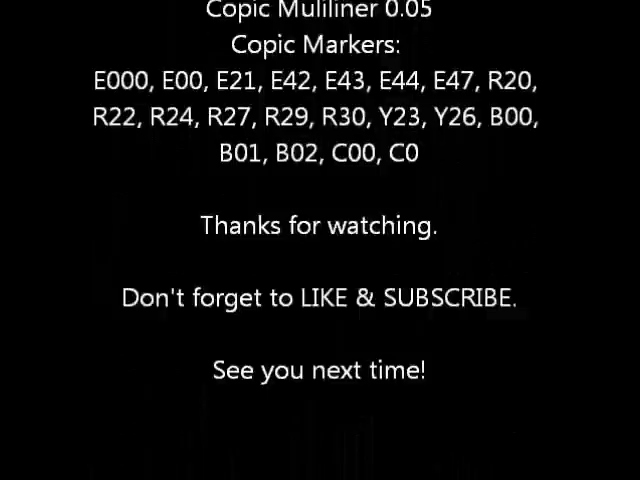 Copic Muliliner 0.05
Copic Markers:
E000, E00, E21, E42, E43, E44, E47, R20,
R22, R24, R27, R29, R30, Y23, Y26, B00,
B01, B02, C00, C0
Thanks for watching.
Don't forget to LIKE & SUBSCRIBE.
See you next time!